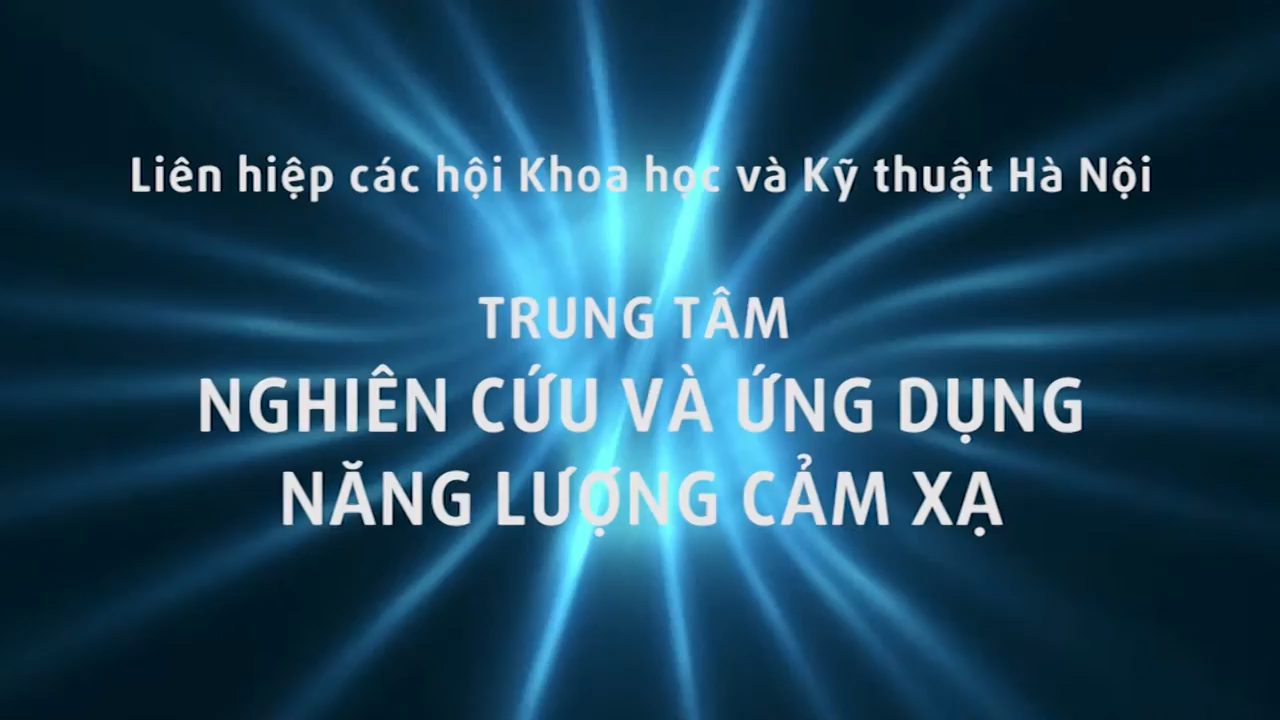 Liên hiệp các hội Khoa học và Kỹ thuật Hà Nội
TRUNG TÂM
NGHIÊN CỨU VÀ ỨNG DỤNG
NĂNG LƯỢNG CẢM XẠ